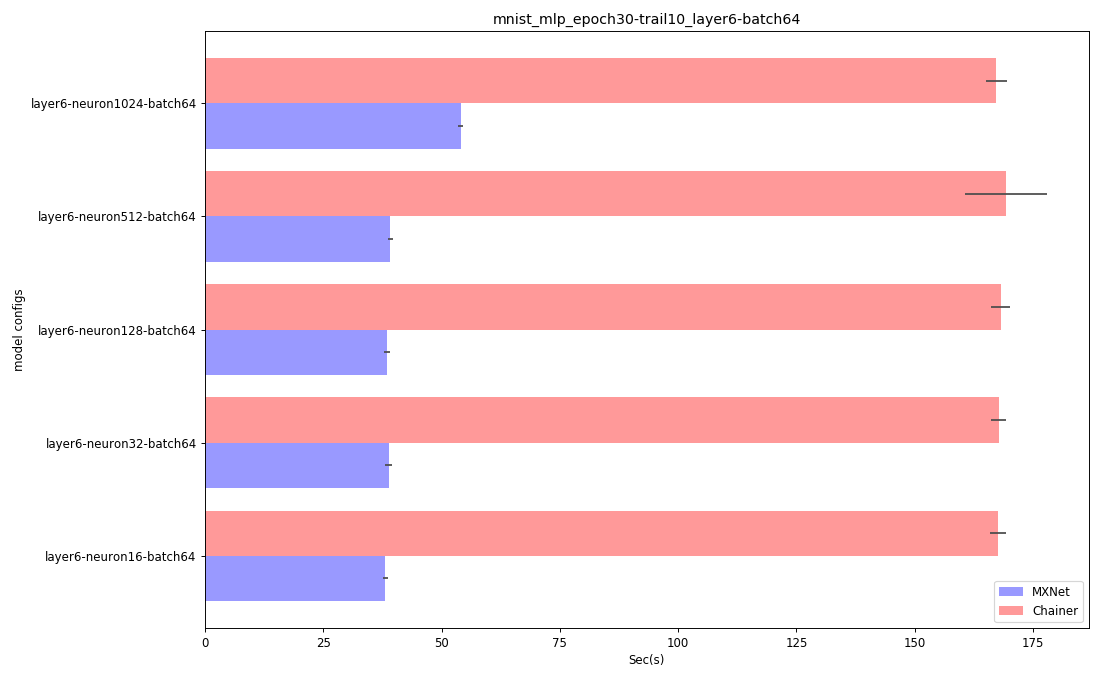 mnist_mlp_epoch30-trail10_layer6-batch64
model configs
layer6-neuron1024-batch64
layer6-neuron512-batch64
layer6-neuron128-batch64
layer6-neuron32-batch64
layer6-neuron16-batch64
MXNet
Chainer
0 25 50 75 100 125 150 175
Sec(s)